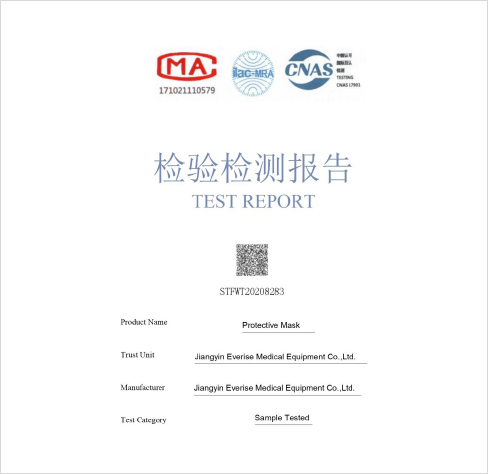 MA
ilac-MRA
CNAS
中国认可
国际互认
检测
TESTING
CNAS L7931
171021110579
检验检测报告
TEST REPORT
STFWT20208283
Product Name Protective Mask
Trust Unit Jiangyin Everise Medical Equipment Co.,Ltd.
Manufacturer Jiangyin Everise Medical Equipment Co.,Ltd.
Test Category Sample Tested